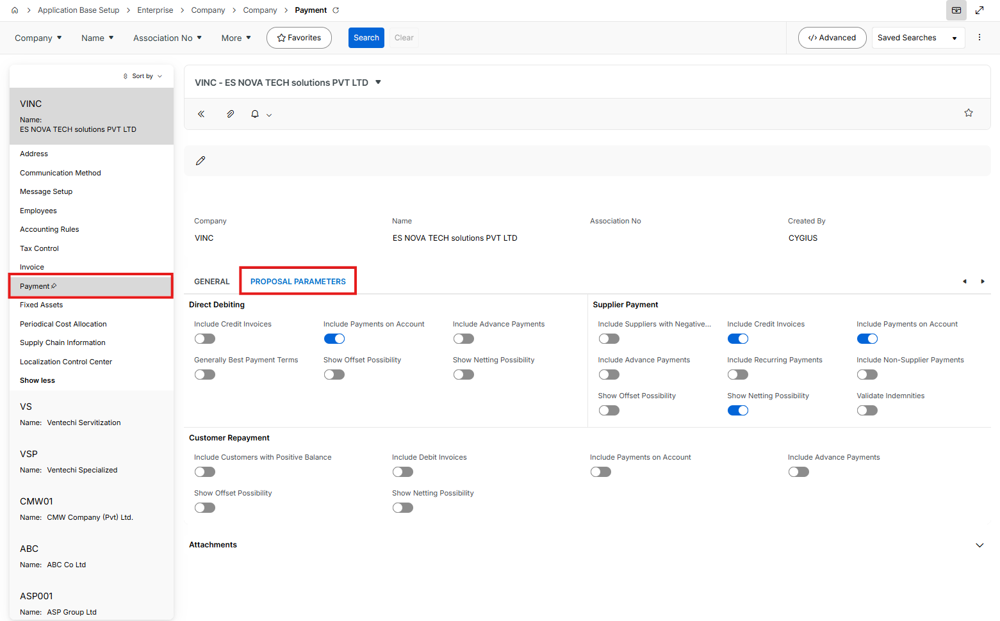 Application Base Setup > Enterprise > Company > Company > Payment
Company Name Association No More Favorites Search Clear </> Advanced Saved Searches
Sort by
VINC
Name:
ES NOVA TECH solutions PVT LTD
Address
Communication Method
Message Setup
Employees
Accounting Rules
Tax Control
Invoice
Payment
Fixed Assets
Periodical Cost Allocation
Supply Chain Information
Localization Control Center
Show less
VS
Name: Ventechi Servitization
VSP
Name: Ventechi Specialized
CMW01
Name: CMW Company (Pvt) Ltd.
ABC
Name: ABC Co Ltd
ASP001
Name: ASP Group Ltd
VINC - ES NOVA TECH solutions PVT LTD
Company Name Association No Created By
VINC ES NOVA TECH solutions PVT LTD CYGIUS
GENERAL PROPOSAL PARAMETERS
Direct Debiting
Include Credit Invoices Include Payments on Account Include Advance Payments
Generally Best Payment Terms Show Offset Possibility Show Netting Possibility
Supplier Payment
Include Suppliers with Negative... Include Credit Invoices Include Payments on Account
Include Advance Payments Include Recurring Payments Include Non-Supplier Payments
Show Offset Possibility Show Netting Possibility Validate Indemnities
Customer Repayment
Include Customers with Positive Balance Include Debit Invoices Include Payments on Account Include Advance Payments
Show Offset Possibility Show Netting Possibility
Attachments